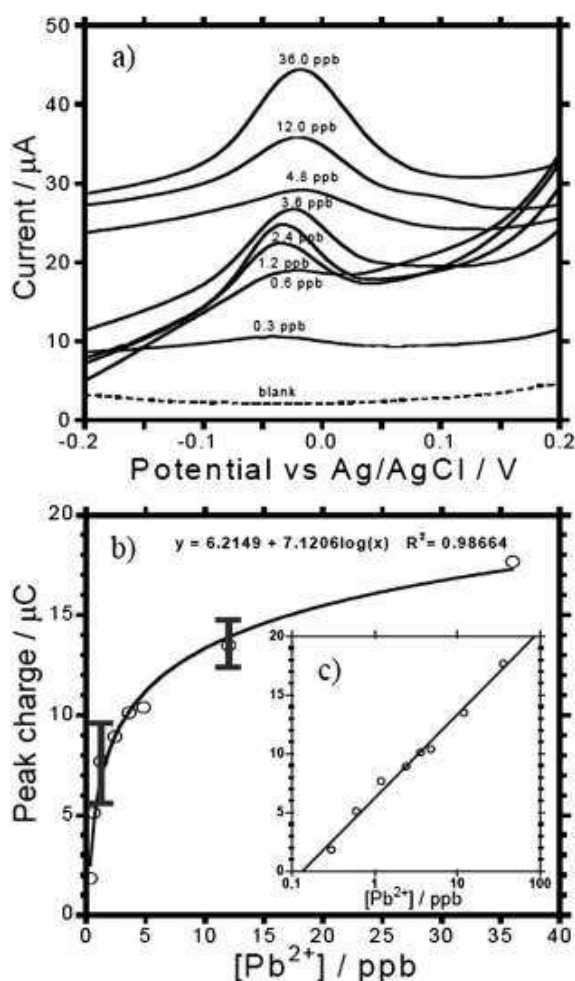 a)
50
40
30
20
10
0
Current / μA
36.0 ppb
12.0 ppb
4.8 ppb
3.6 ppb
2.4 ppb
1.2 ppb
0.6 ppb
0.3 ppb
blank
-0.2 -0.1 0.0 0.1 0.2
Potential vs Ag/AgCl / V
b)
y = 6.2149 + 7.1206log(x) R²= 0.98664
20
15
10
5
0
Peak charge / μC
c)
20
15
10
5
0
0.1 1 10 100
[Pb²⁺] / ppb
0 5 10 15 20 25 30 35 40
[Pb²⁺] / ppb